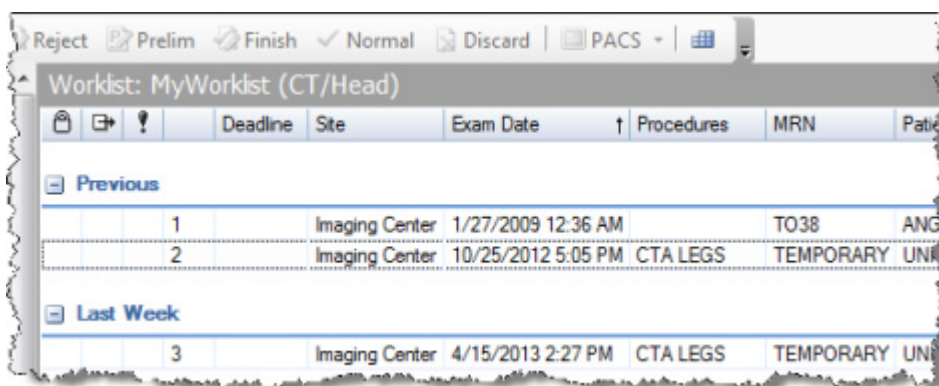 Reject Prelim Finish Normal Discard PACS
Worklist: MyWorklist (CT/Head)
Deadline Site Exam Date Procedures MRN
Previous
1 Imaging Center 1/27/2009 12:36 AM TO38 ANG
2 Imaging Center 10/25/2012 5:05 PM CTA LEGS TEMPORARY
Last Week
3 Imaging Center 4/15/2013 2:27 PM CTA LEGS TEMPORARY